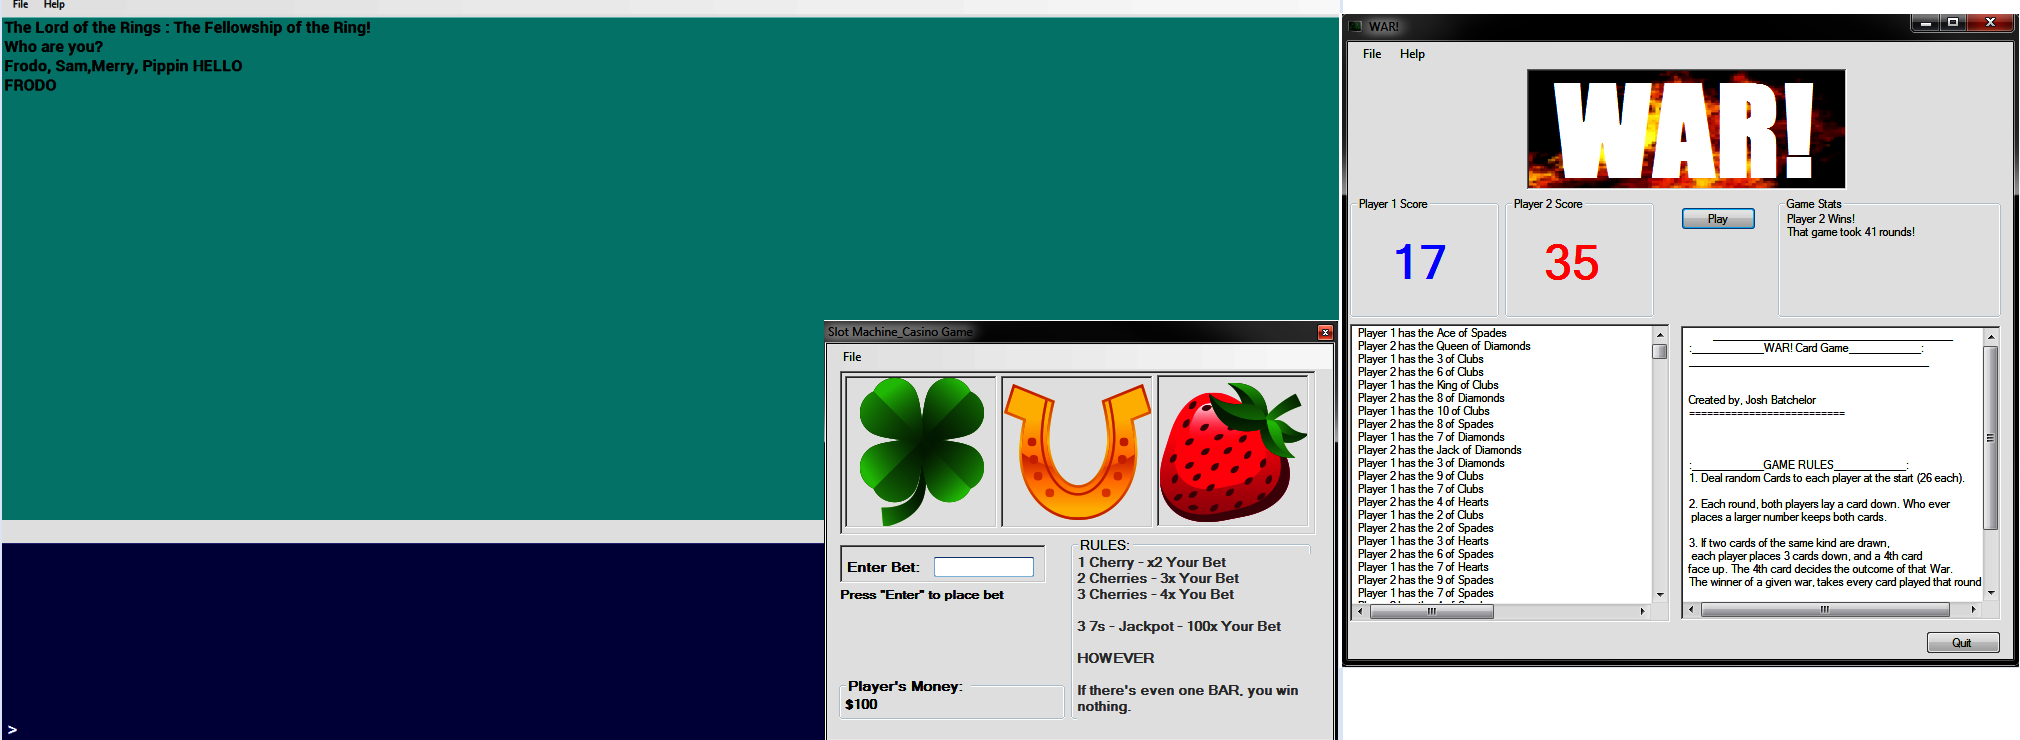 File Help
The Lord of the Rings : The Fellowship of the Ring!
Who are you?
Frodo, Sam,Merry, Pippin HELLO
FRODO
>
Slot Machine_Casino Game
File
Enter Bet:
Press "Enter" to place bet
Player's Money:
$100
RULES:
1 Cherry - x2 Your Bet
2 Cherries - 3x Your Bet
3 Cherries - 4x You Bet
3 7s - Jackpot - 100x Your Bet
HOWEVER
If there's even one BAR, you win
nothing.
WAR!
File Help
WAR!
Player 1 Score
17
Player 2 Score
35
Play
Game Stats
Player 2 Wins!
That game took 41 rounds!
Player 1 has the Ace of Spades
Player 2 has the Queen of Diamonds
Player 1 has the 3 of Clubs
Player 2 has the 6 of Clubs
Player 1 has the King of Clubs
Player 2 has the 8 of Diamonds
Player 1 has the 10 of Clubs
Player 2 has the 8 of Spades
Player 1 has the 7 of Diamonds
Player 2 has the Jack of Diamonds
Player 1 has the 3 of Diamonds
Player 2 has the 9 of Clubs
Player 1 has the 7 of Clubs
Player 2 has the 4 of Hearts
Player 1 has the 2 of Clubs
Player 2 has the 2 of Spades
Player 1 has the 3 of Hearts
Player 2 has the 6 of Spades
Player 1 has the 7 of Hearts
Player 2 has the 9 of Spades
Player 1 has the 7 of Spades
:___________WAR! Card Game___________:
Created by, Josh Batchelor
==========================
:___________GAME RULES___________:
1. Deal random Cards to each player at the start (26 each).
2. Each round, both players lay a card down. Who ever
places a larger number keeps both cards.
3. If two cards of the same kind are drawn,
each player places 3 cards down, and a 4th card
face up. The 4th card decides the outcome of that War.
The winner of a given war, takes every card played that round
Quit